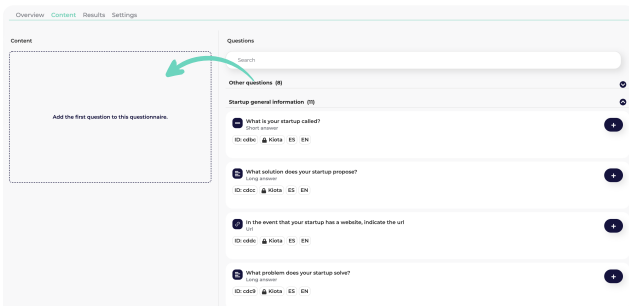 Overview Content Results Settings
Content
Add the first question to this questionnaire.
Questions
Search
Other questions (8)
Startup general information (11)
What is your startup called?
Short answer
ID: cdbc Kiota ES EN
What solution does your startup propose?
Long answer
ID: cdcc Kiota ES EN
In the event that your startup has a website, indicate the url
Url
ID: cddc Kiota ES EN
What problem does your startup solve?
Long answer
ID: cdc9 Kiota ES EN